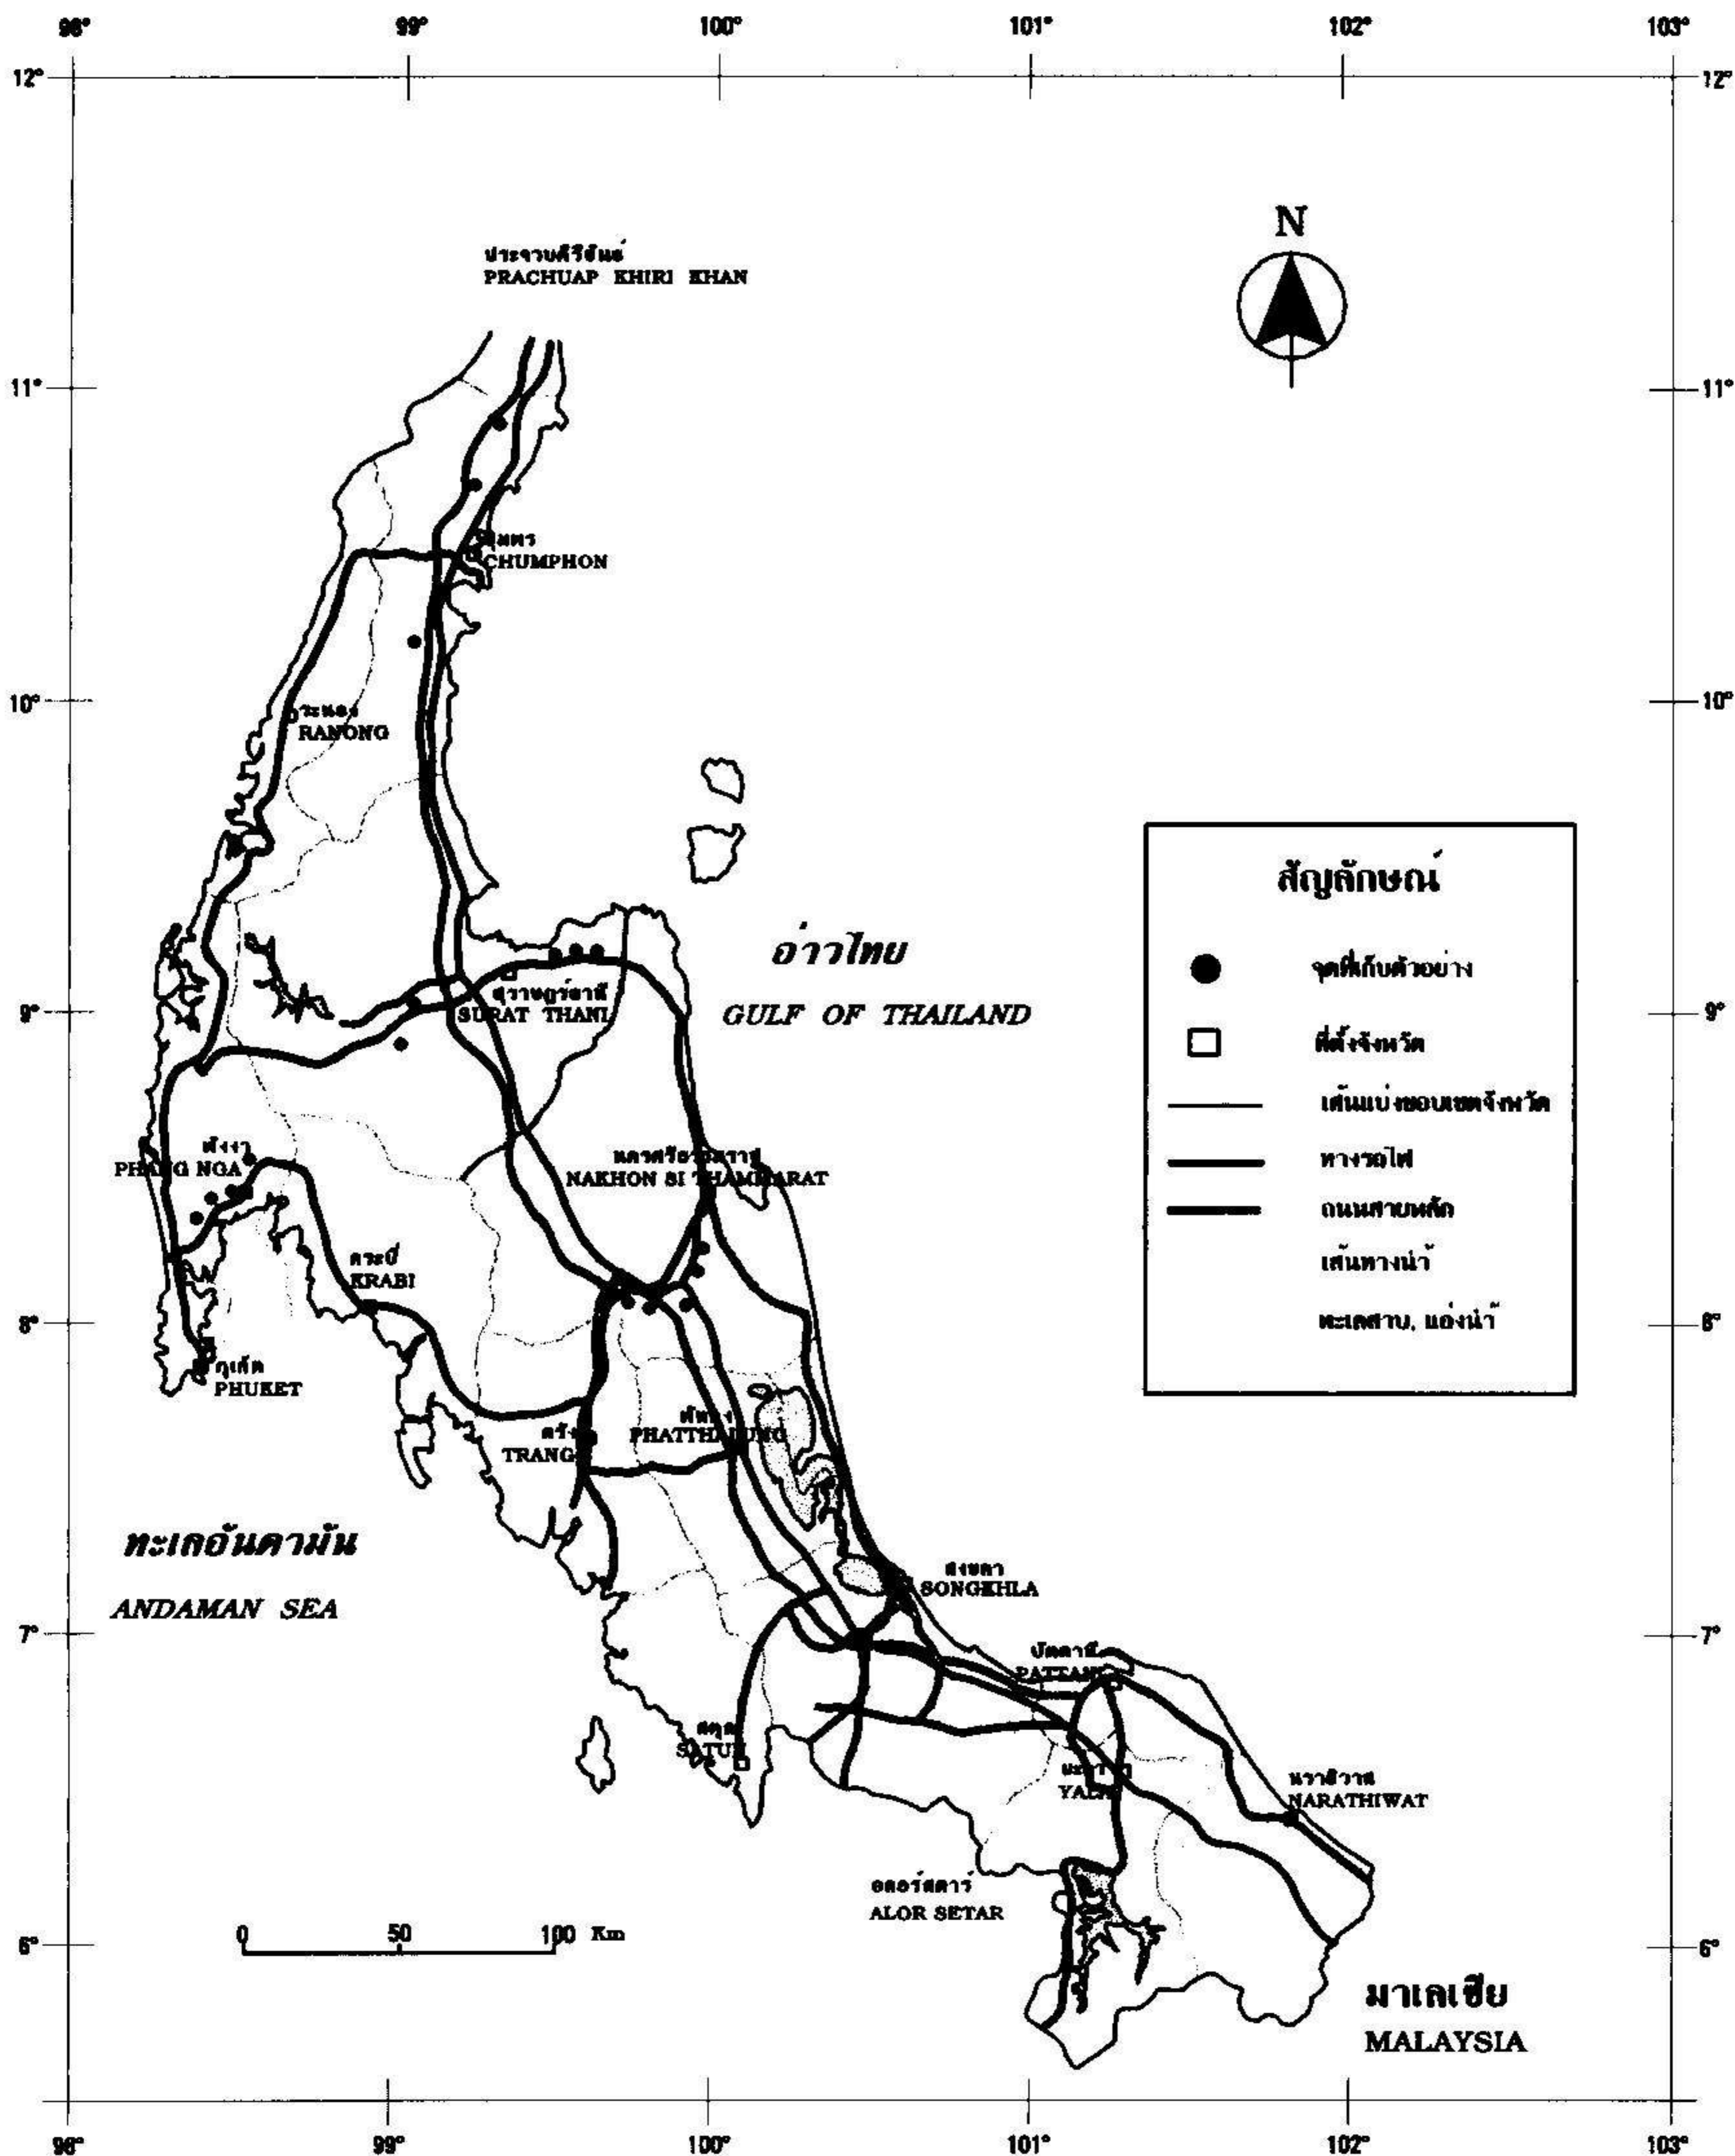 98° 99° 100° 101° 102° 103°
12° 12°
N
ประจวบคีรีขันธ์
PRACHUAP KHIRI KHAN
11° 11°
ชุมพร
CHUMPHON
10° 10°
ระนอง
RANONG
สัญลักษณ์
อ่าวไทย
GULF OF THAILAND
จุดที่เก็บตัวอย่าง
ที่ตั้งจังหวัด
เส้นแบ่งขอบเขตจังหวัด
ทางรถไฟ
ถนนสายหลัก
เส้นทางน้ำ
ทะเลสาบ, แอ่งน้ำ
9° 9°
สุราษฎร์ธานี
SURAT THANI
พังงา
PHANG NGA
นครศรีธรรมราช
NAKHON SI THAMMARAT
กระบี่
KRABI
8° 8°
ภูเก็ต
PHUKET
ตรัง
TRANG
พัทลุง
PHATTHALUNG
ทะเลอันดามัน
ANDAMAN SEA
สงขลา
SONGKHLA
7° 7°
ปัตตานี
PATTANI
สตูล
SATUN
ยะลา
YALA
นราธิวาส
NARATHIWAT
อลอร์สตาร์
ALOR SETAR
0 50 100 Km
6° 6°
มาเลเซีย
MALAYSIA
98° 99° 100° 101° 102° 103°